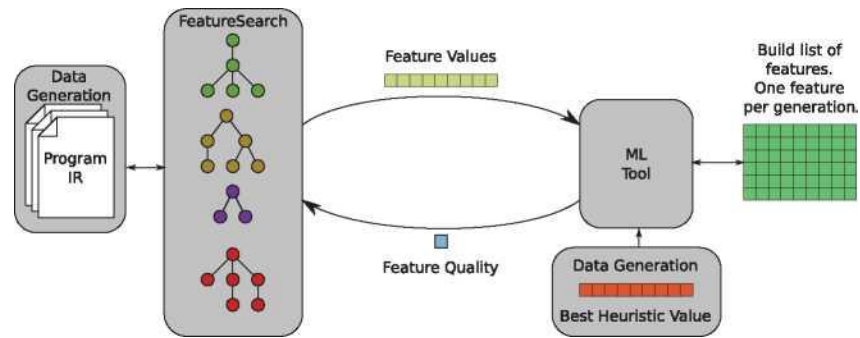 FeatureSearch
Data
Generation
Program
IR
Feature Values
Feature Quality
ML
Tool
Data Generation
Best Heuristic Value
Build list of
features.
One feature
per generation.